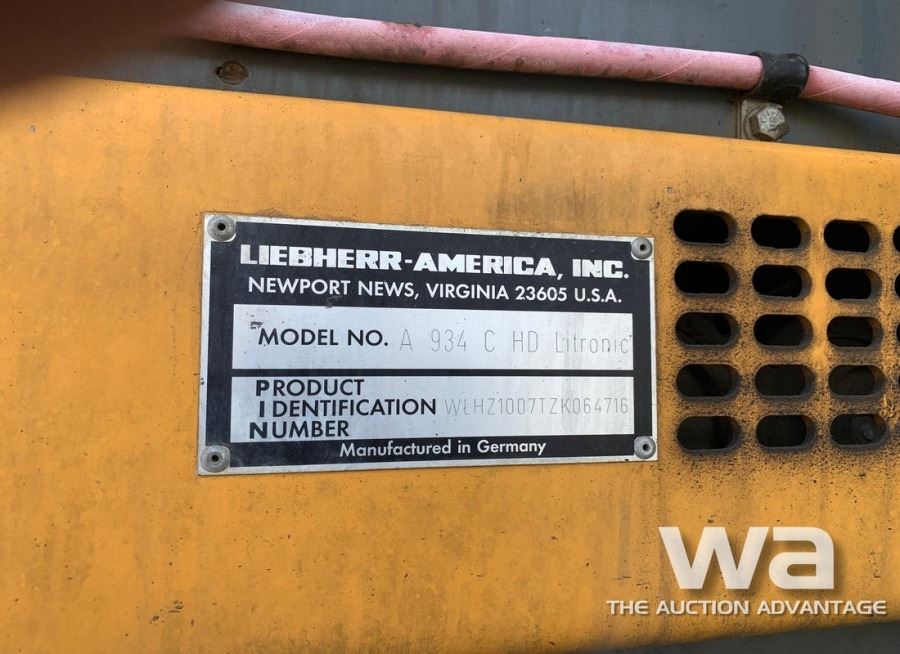 LIEBHERR-AMERICA, INC.
NEWPORT NEWS, VIRGINIA 23605 U.S.A.
MODEL NO. A 934 C HD Litronic
PRODUCT
IDENTIFICATION WLHZ1007TZK064716
NUMBER
Manufactured in Germany
wa
THE AUCTION ADVANTAGE